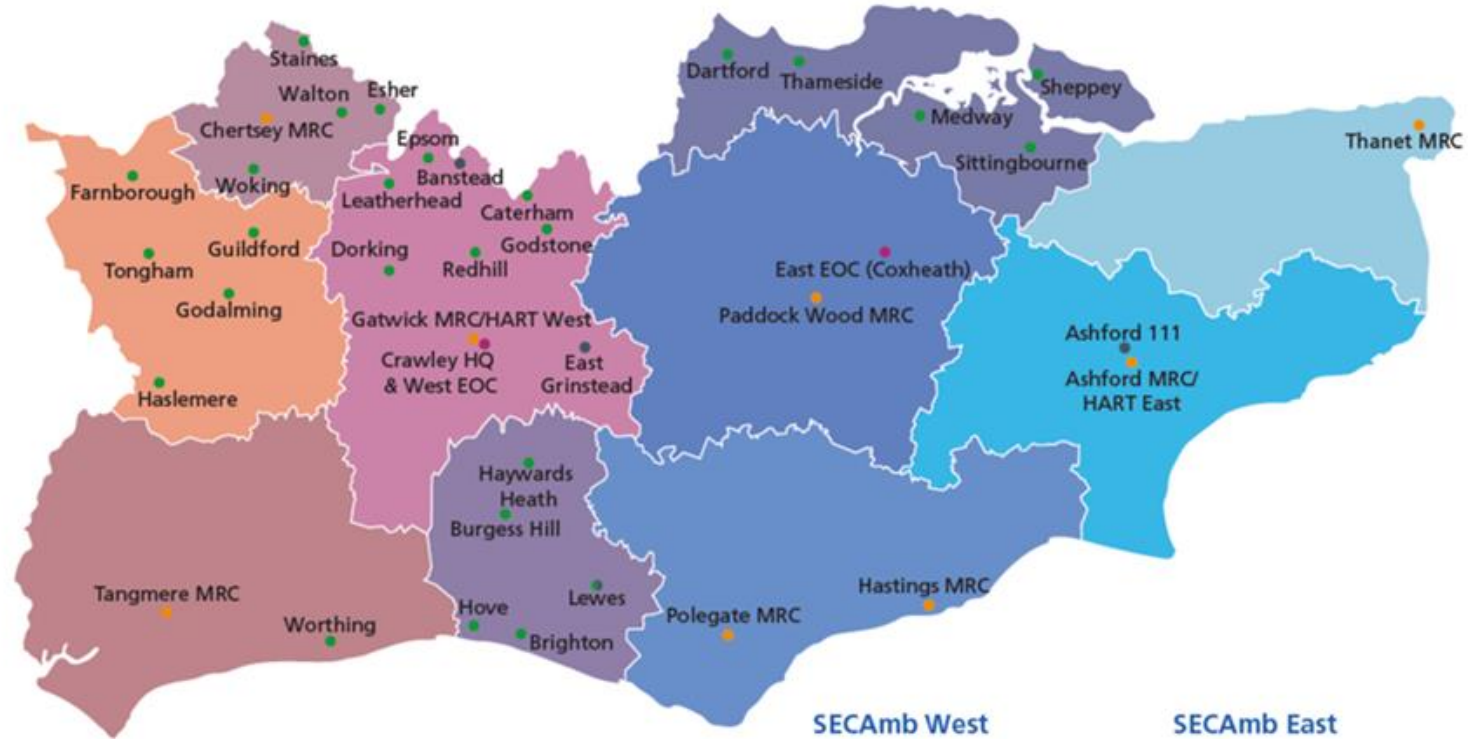 Staines
Walton
Esher
Chertsey MRC
Woking
Farnborough
Guildford
Tongham
Godalming
Haslemere
Epsom
Banstead
Leatherhead
Caterham
Godstone
Dorking
Redhill
Gatwick MRC/HART West
Crawley HQ
& West EOC
East
Grinstead
Dartford
Thameside
Sheppey
Medway
Sittingbourne
Thanet MRC
East EOC (Coxheath)
Paddock Wood MRC
Ashford 111
Ashford MRC/
HART East
Haywards
Heath
Burgess Hill
Lewes
Hove
Brighton
Tangmere MRC
Worthing
Polegate MRC
Hastings MRC
SECAmb West
SECAmb East